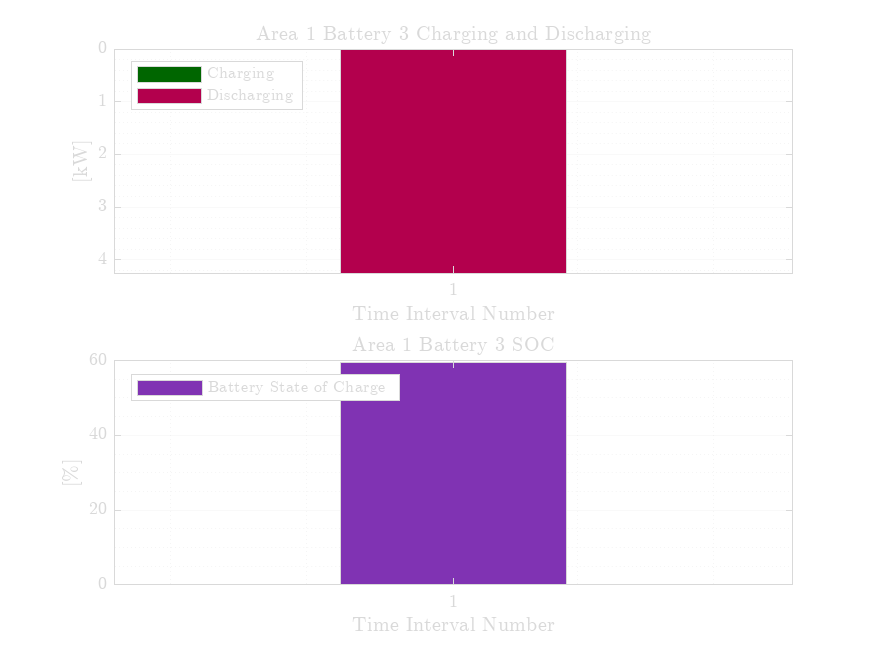 Area 1 Battery 3 Charging and Discharging
0
1
2
3
4
[kW]
Charging
Discharging
1
Time Interval Number
Area 1 Battery 3 SOC
60
40
20
0
[%]
Battery State of Charge
1
Time Interval Number